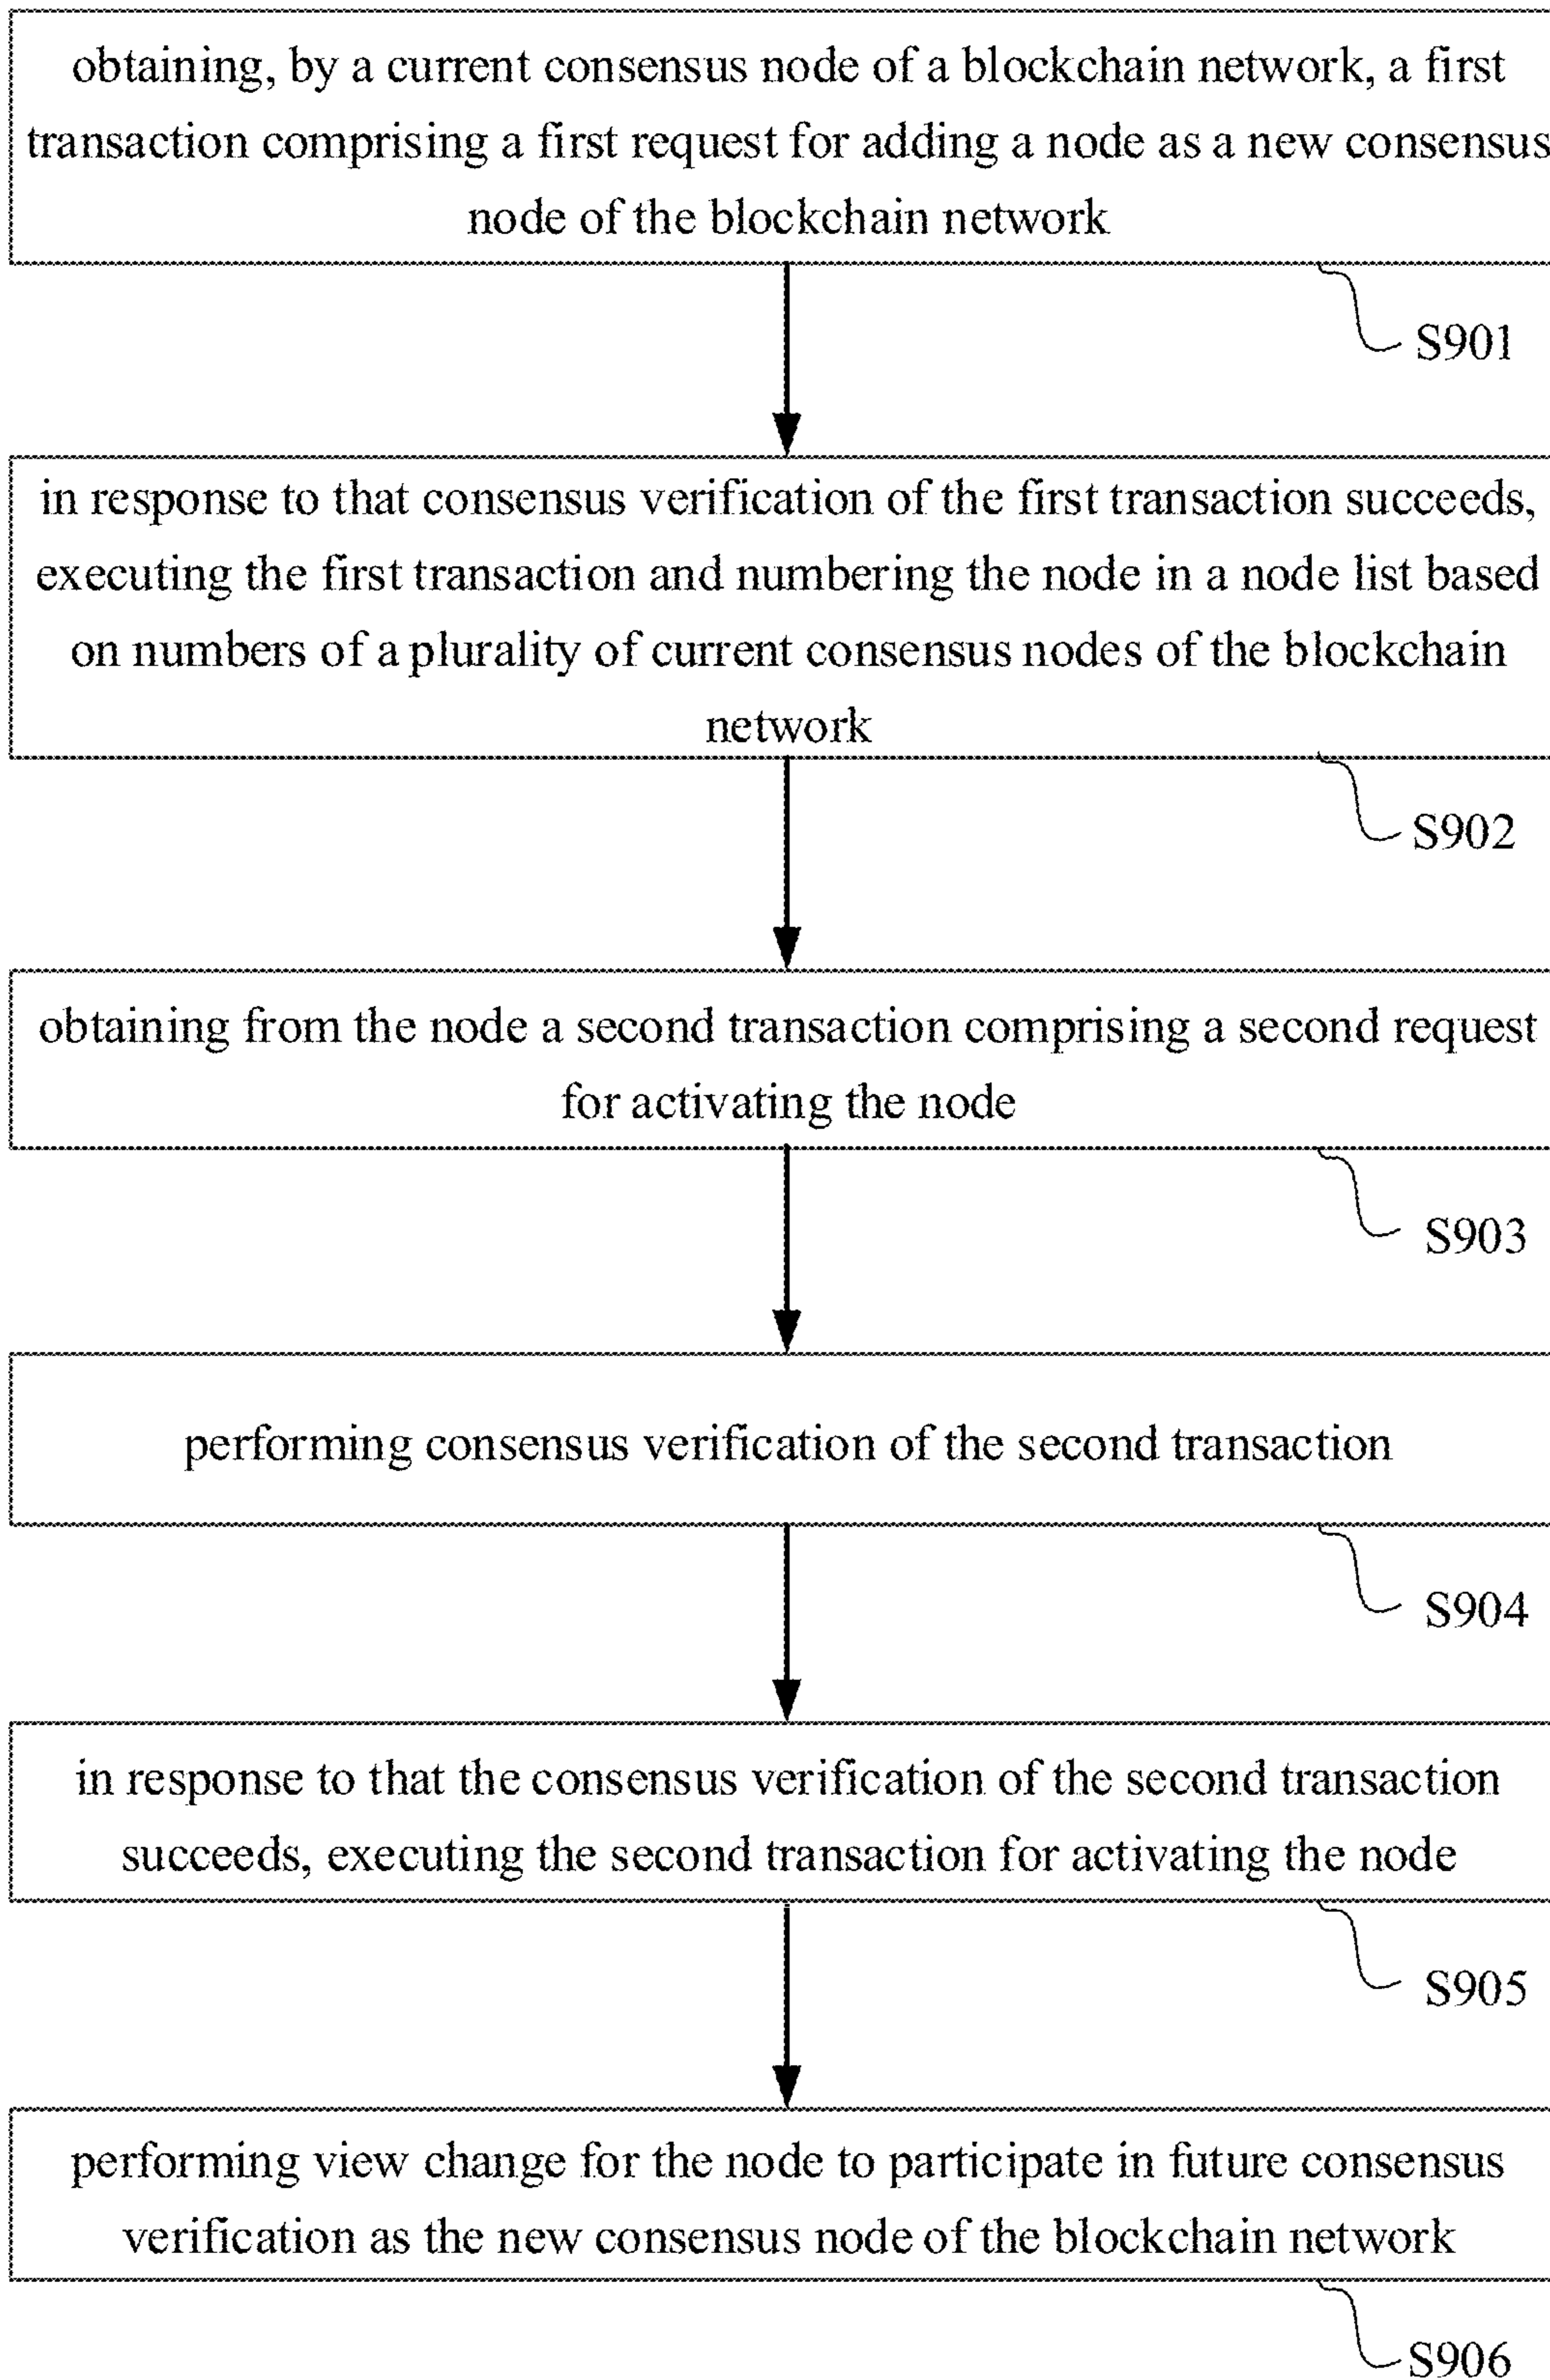 obtaining, by a current consensus node of a blockchain network, a first
transaction comprising a first request for adding a node as a new consensus
node of the blockchain network
S901
in response to that consensus verification of the first transaction succeeds,
executing the first transaction and numbering the node in a node list based
on numbers of a plurality of current consensus nodes of the blockchain
network
S902
obtaining from the node a second transaction comprising a second request
for activating the node
S903
performing consensus verification of the second transaction
S904
in response to that the consensus verification of the second transaction
succeeds, executing the second transaction for activating the node
S905
performing view change for the node to participate in future consensus
verification as the new consensus node of the blockchain network
S906